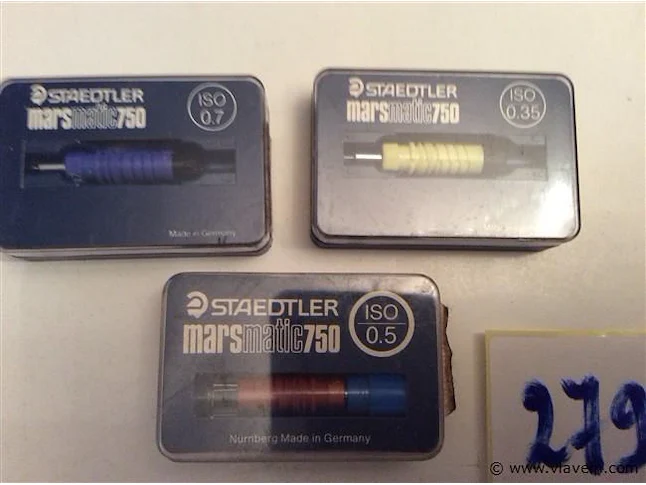 STAEDTLER
marsmatic750
ISO
0.7
Made in Germany
STAEDTLER
marsmatic750
ISO
0.35
STAEDTLER
marsmatic750
ISO
0.5
Nürnberg Made in Germany
279
© www.vlavem.com